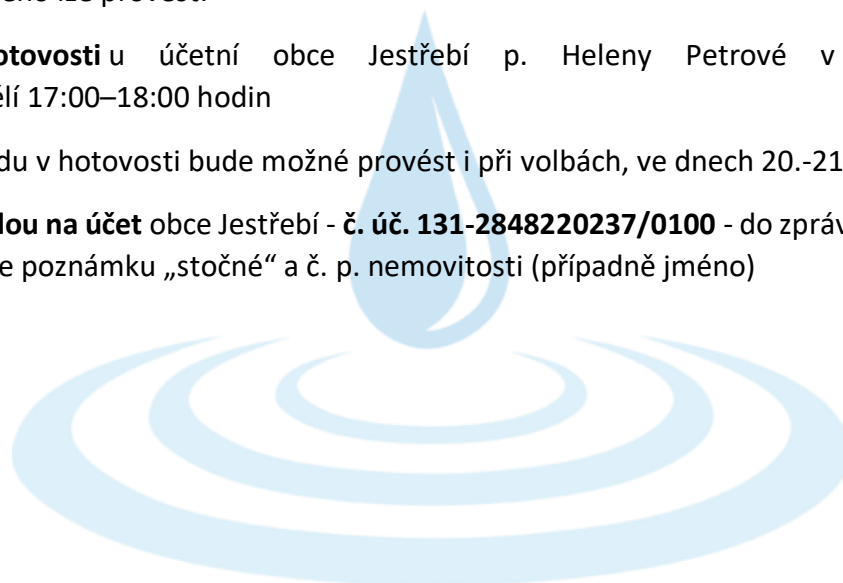 otovosti u účetní obce Jestřebí p. Heleny Petrové v
ělí 17:00–18:00 hodin
du v hotovosti bude možné provést i při volbách, ve dnech 20.-21
lou na účet obce Jestřebí - č. úč. 131-2848220237/0100 - do zpráv
e poznámku „stočné“ a č. p. nemovitosti (případně jméno)